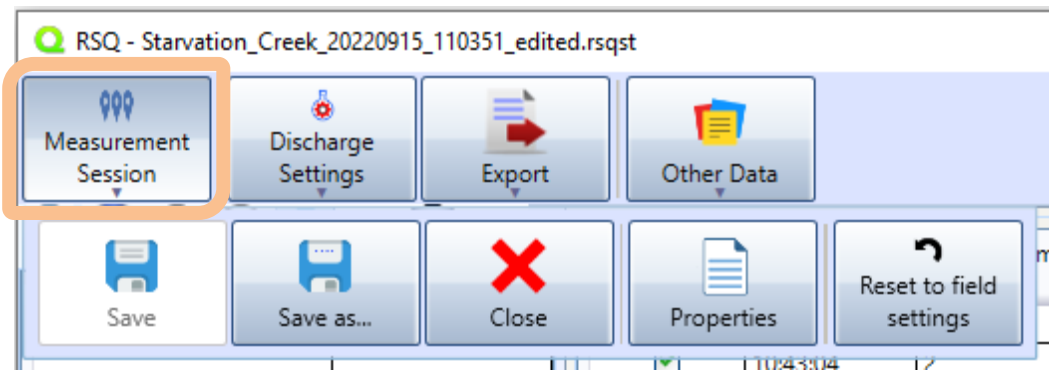 RSQ - Starvation_Creek_20220915_110351_edited.rsqst
Measurement
Session
Discharge
Settings
Export
Other Data
Save
Save as...
Close
Properties
Reset to field
settings
10:43:04